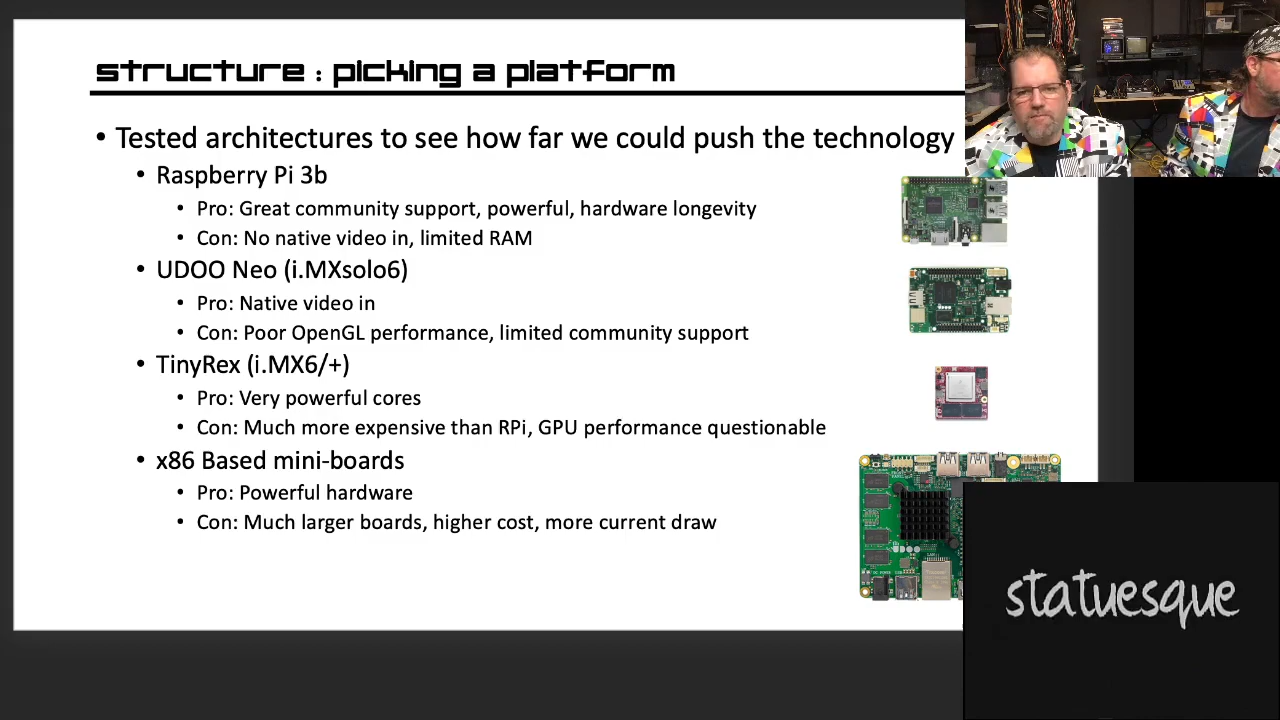 structure : picking a platform
• Tested architectures to see how far we could push the technology
• Raspberry Pi 3b
• Pro: Great community support, powerful, hardware longevity
• Con: No native video in, limited RAM
• UDOO Neo (i.MXsolo6)
• Pro: Native video in
• Con: Poor OpenGL performance, limited community support
• TinyRex (i.MX6/+)
• Pro: Very powerful cores
• Con: Much more expensive than RPi, GPU performance questionable
• x86 Based mini-boards
• Pro: Powerful hardware
• Con: Much larger boards, higher cost, more current draw
statuesque